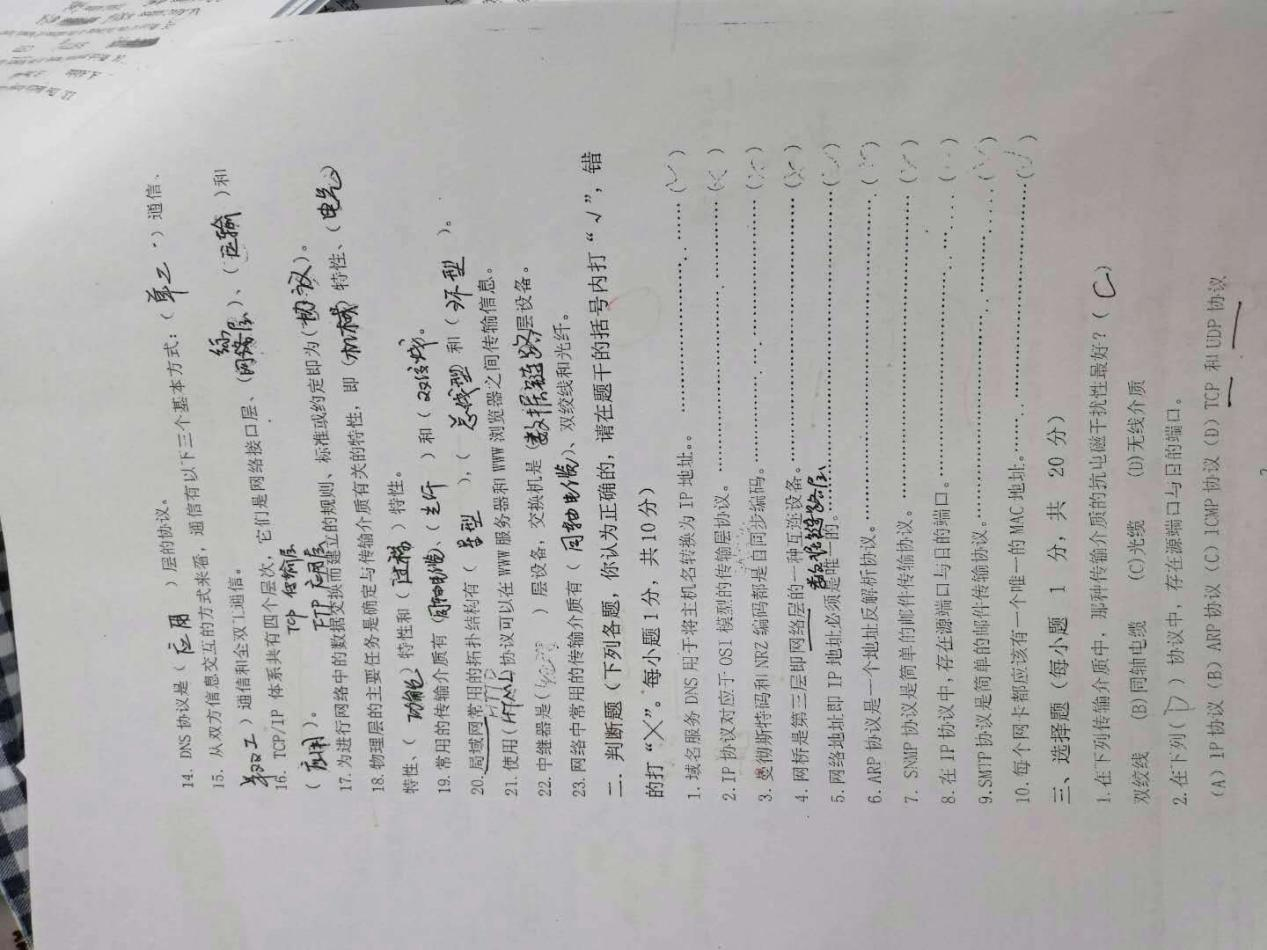 14. DNS 协议是（ 应用 ）层的协议。
15. 从双方信息交互的方式来看，通信有以下三个基本方式：（ 单工 ）通信、
（ 半双工 ）通信和全双工通信。
16. TCP/IP 体系共有四个层次，它们是网络接口层、（网络层）、（运输 ）和
（ 应用 ）。
TCP 传输层
FTP 应用层
17.为进行网络中的数据交换而建立的规则、标准或约定即为（协议）。
18.物理层的主要任务是确定与传输介质有关的特性，即（机械 特性、（电气）
特性、（ 功能）特性和（ 过程 ）特性。
19.常用的传输介质有（同轴电缆、（光纤 ）和（ 双绞线。
20.局域网常用的拓扑结构有（ 星型 ），（ 总线型 和（ 环型 ）。
21.使用（ ）协议可以在 WWW 服务器和 WWW 浏览器之间传输信息。
22.中继器是（ ）层设备，交换机是（数据链路层设备。
23.网络中常用的传输介质有（ 同轴电缆）、双绞线和光纤。
二．判断题（下列各题，你认为正确的，请在题干的括号内打“√”，错
的打“╳”。每小题 1 分，共 10 分）
1.域名服务 DNS 用于将主机名转换为 IP 地址。。……（√）
2.IP 协议对应于 OSI 模型的传输层协议。……（×）
3.曼彻斯特码和 NRZ 编码都是自同步编码。……（×）
4.网桥是第三层即网络层的一种互连设备。……（×）
数据链路层
5.网络地址即 IP 地址必须是唯一的。……（√）
6.ARP 协议是一个地址反解析协议。……（ ）
7. SNMP 协议是简单的邮件传输协议。……（ ）
8.在 IP 协议中,存在源端口与目的端口。……（ ）
9.SMTP 协议是简单的邮件传输协议。……（√）
10.每个网卡都应该有一个唯一的 MAC 地址。……（√）
三、选择题（每小题 1 分，共 20 分）
1.在下列传输介质中，那种传输介质的抗电磁干扰性最好？（ C）
双绞线 (B)同轴电缆 (C)光缆 (D)无线介质
2.在下列（ D ）协议中，存在源端口与目的端口。
(A) IP 协议 (B) ARP 协议 (C) ICMP 协议 (D) TCP 和 UDP 协议